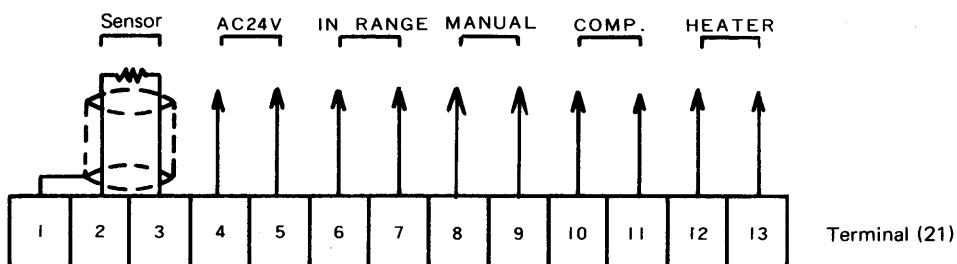 Sensor AC24V IN RANGE MANUAL COMP. HEATER
1 2 3 4 5 6 7 8 9 10 11 12 13 Terminal (21)